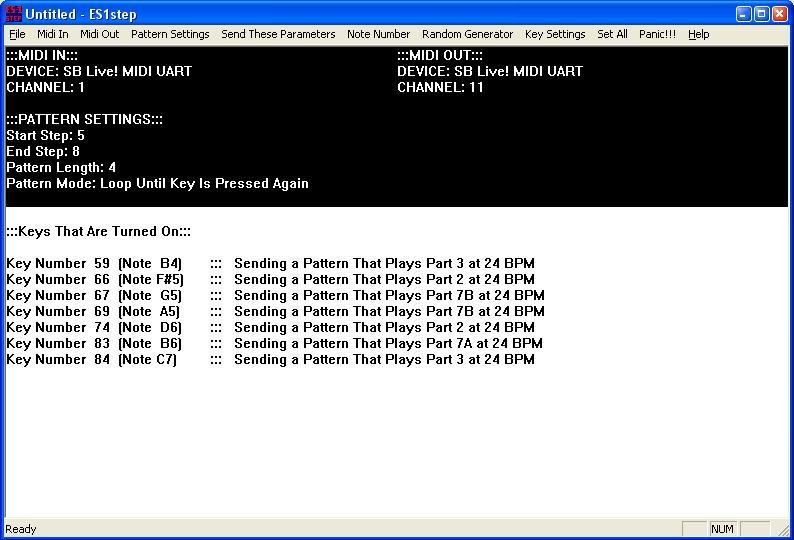 ES1 STEP
Untitled - ES1step
File Midi In Midi Out Pattern Settings Send These Parameters Note Number Random Generator Key Settings Set All Panic!!! Help
:::MIDI IN::: :::MIDI OUT:::
DEVICE: SB Live! MIDI UART DEVICE: SB Live! MIDI UART
CHANNEL: 1 CHANNEL: 11
:::PATTERN SETTINGS:::
Start Step: 5
End Step: 8
Pattern Length: 4
Pattern Mode: Loop Until Key Is Pressed Again
:::Keys That Are Turned On:::
Key Number 59 (Note B4) ::: Sending a Pattern That Plays Part 3 at 24 BPM
Key Number 66 (Note F#5) ::: Sending a Pattern That Plays Part 2 at 24 BPM
Key Number 67 (Note G5) ::: Sending a Pattern That Plays Part 7B at 24 BPM
Key Number 69 (Note A5) ::: Sending a Pattern That Plays Part 7B at 24 BPM
Key Number 74 (Note D6) ::: Sending a Pattern That Plays Part 2 at 24 BPM
Key Number 83 (Note B6) ::: Sending a Pattern That Plays Part 7A at 24 BPM
Key Number 84 (Note C7) ::: Sending a Pattern That Plays Part 3 at 24 BPM
Ready NUM